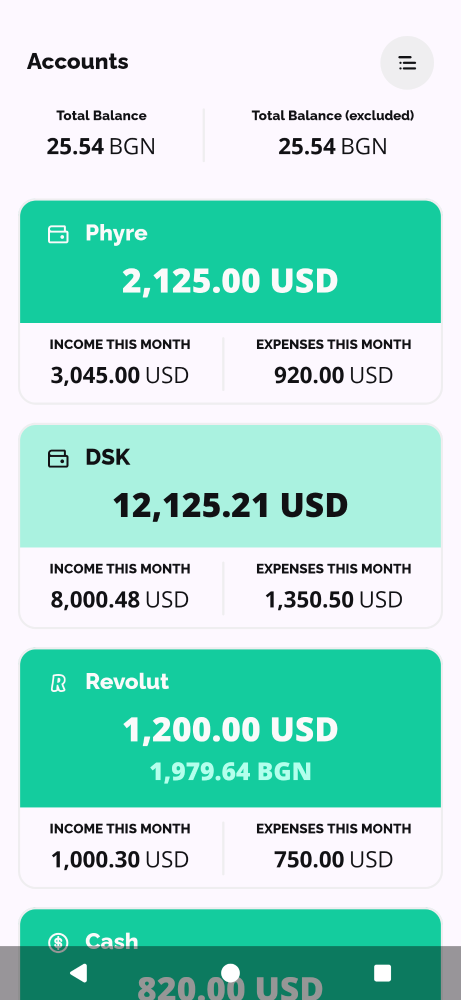 Accounts
Total Balance
25.54 BGN
Total Balance (excluded)
25.54 BGN
Phyre
2,125.00 USD
INCOME THIS MONTH
3,045.00 USD
EXPENSES THIS MONTH
920.00 USD
DSK
12,125.21 USD
INCOME THIS MONTH
8,000.48 USD
EXPENSES THIS MONTH
1,350.50 USD
Revolut
1,200.00 USD
1,979.64 BGN
INCOME THIS MONTH
1,000.30 USD
EXPENSES THIS MONTH
750.00 USD
Cash
820.00 USD